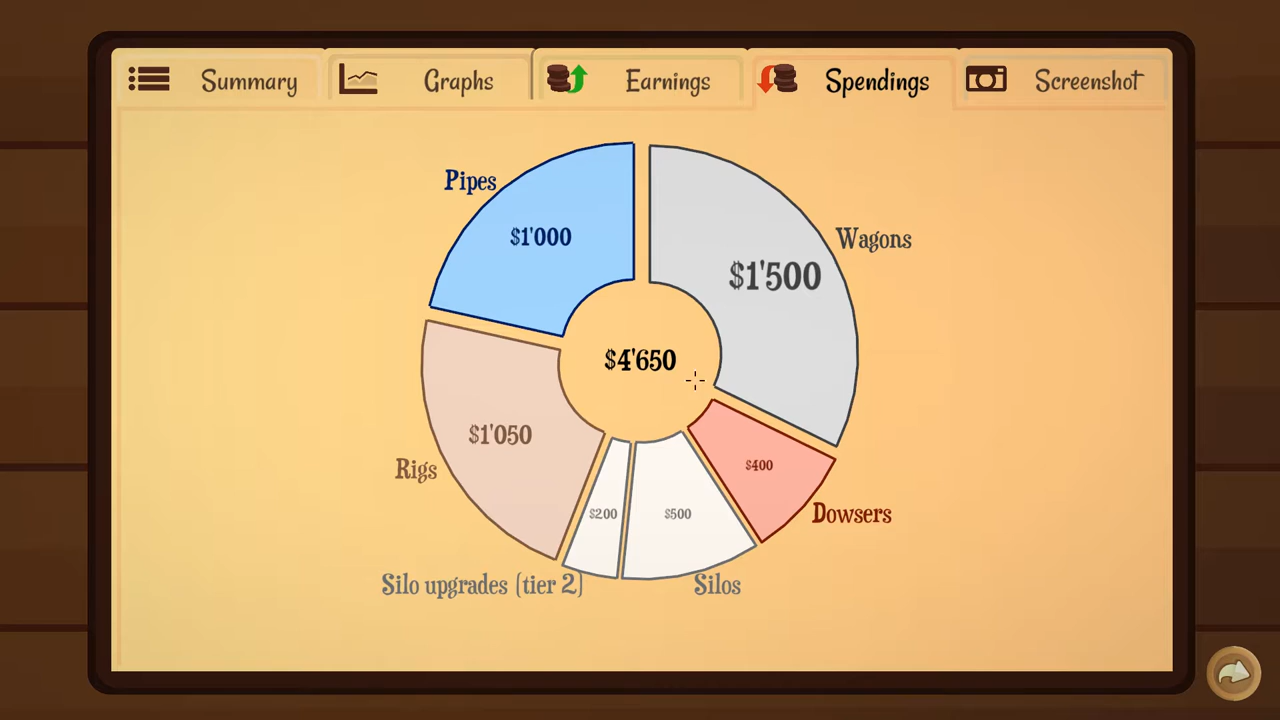 Summary
Graphs
Earnings
Spendings
Screenshot
Pipes
$1'000
Wagons
$1'500
$4'650
$1'050
Rigs
$400
$200
$500
Dowsers
Silo upgrades (tier 2)
Silos